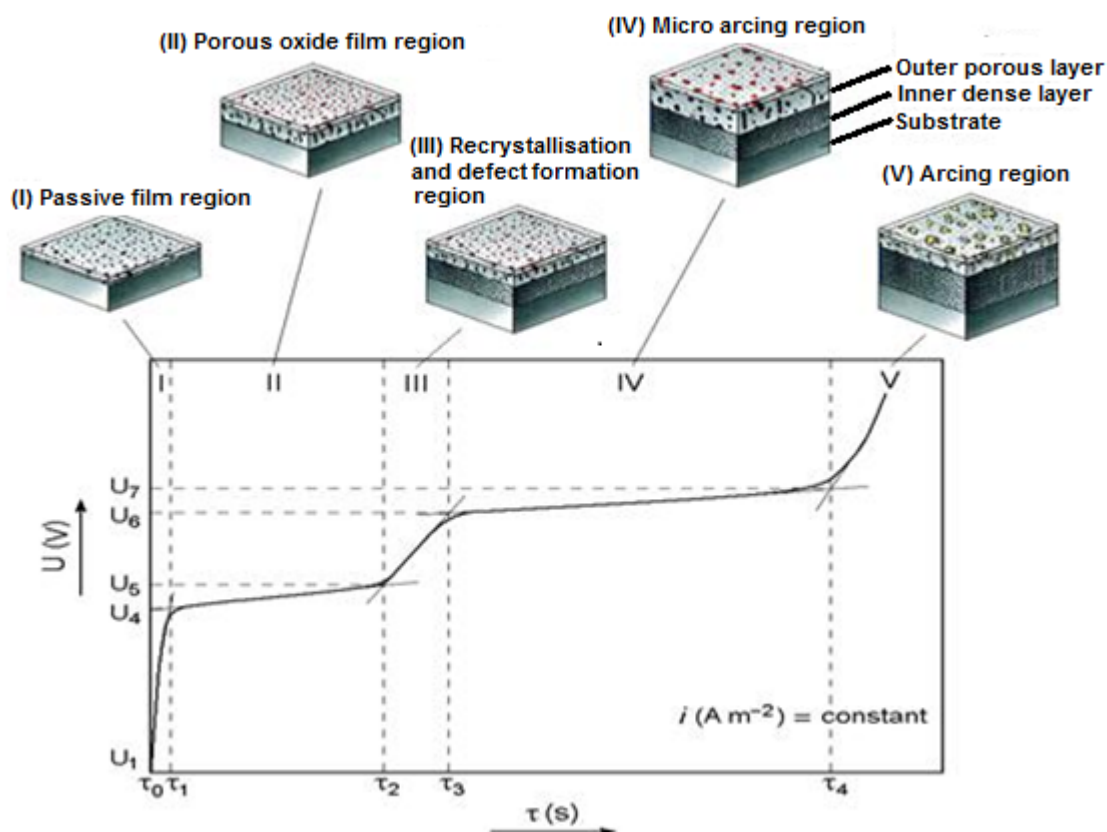 (II) Porous oxide film region
(IV) Micro arcing region
Outer porous layer
Inner dense layer
Substrate
(III) Recrystallisation
and defect formation
region
(V) Arcing region
(I) Passive film region
I
II
III
IV
V
U₇
U₆
U₅
U₄
U₁
U (V)
i (A m⁻²) = constant
τ₀ τ₁ τ₂ τ₃ τ₄
τ (s)